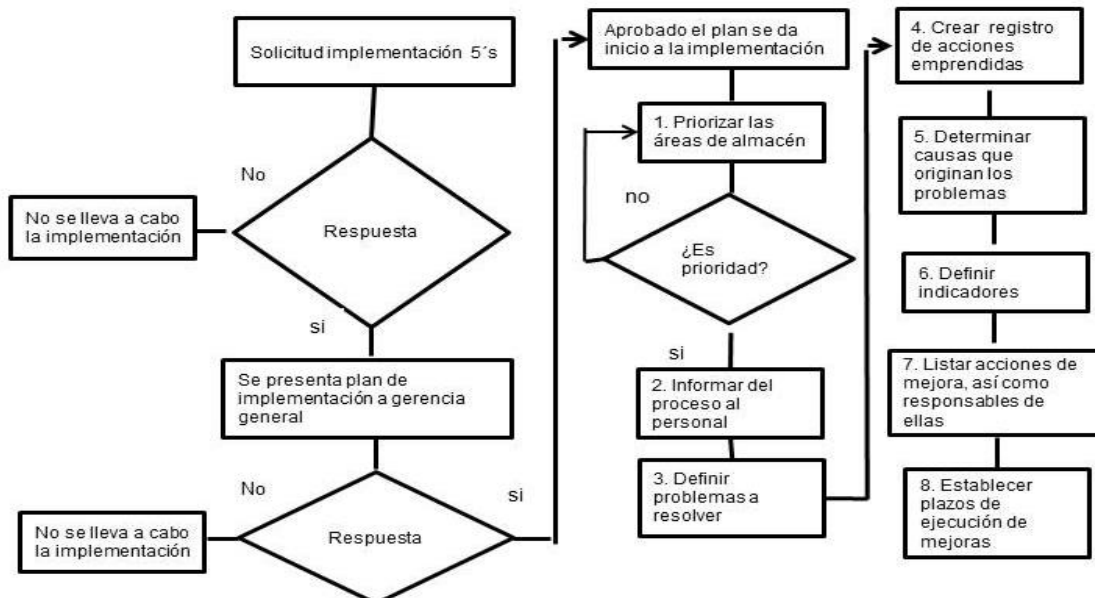 Solicitud implementación 5´s
No
No se lleva a cabo
la implementación
Respuesta
si
Se presenta plan de
implementación a gerencia
general
No
si
No se lleva a cabo
la implementación
Respuesta
Aprobado el plan se da
inicio a la implementación
1. Priorizar las
áreas de almacén
no
¿Es
prioridad?
si
2. Informar del
proceso al
personal
3. Definir
problemas a
resolver
4. Crear registro
de acciones
emprendidas
5. Determinar
causas que
originan los
problemas
6. Definir
indicadores
7. Listar acciones de
mejora, así como
responsables de
ellas
8. Establecer
plazos de
ejecución de
mejoras